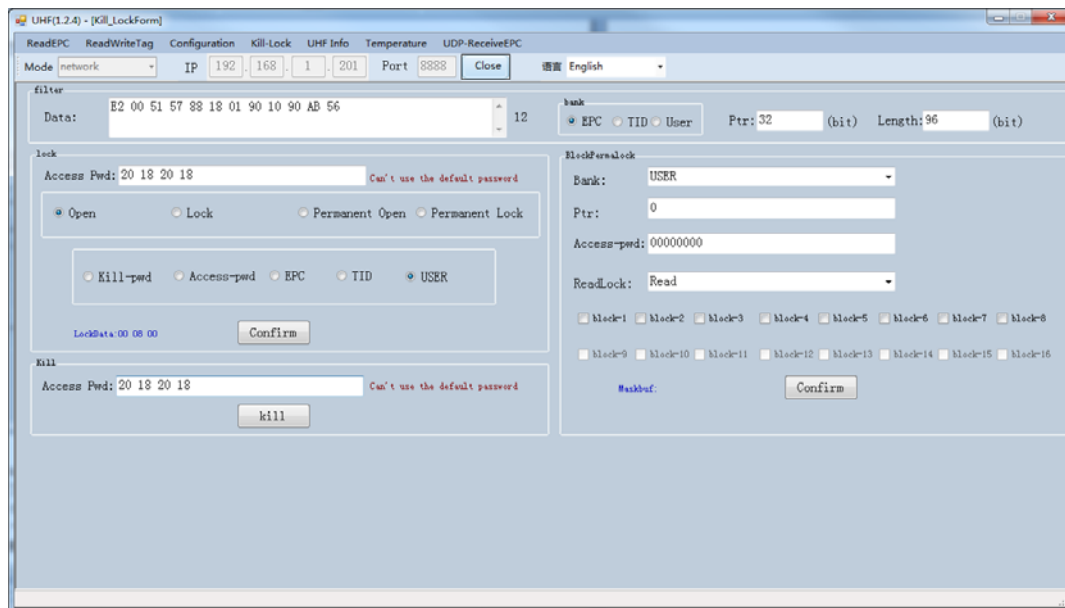 UHF(1.2.4) - [Kill_LockForm]
ReadEPC ReadWriteTag Configuration Kill-Lock UHF Info Temperature UDP-ReceiveEPC
Mode network IP 192 . 168 . 1 . 201 Port 8888 Close 语言 English
filter
Data: E2 00 51 57 88 18 01 90 10 90 AB 56 12
bank
EPC TID User Ptr: 32 (bit) Length: 96 (bit)
lock
Access Pwd: 20 18 20 18 Can't use the default password
Open Lock Permanent Open Permanent Lock
Kill-pwd Access-pwd EPC TID USER
LockData:00 08 00 Confirm
Kill
Access Pwd: 20 18 20 18 Can't use the default password
kill
BlockPermalock
Bank: USER
Ptr: 0
Access-pwd: 00000000
ReadLock: Read
block-1 block-2 block-3 block-4 block-5 block-6 block-7 block-8
block-9 block-10 block-11 block-12 block-13 block-14 block-15 block-16
Maskbuf: Confirm